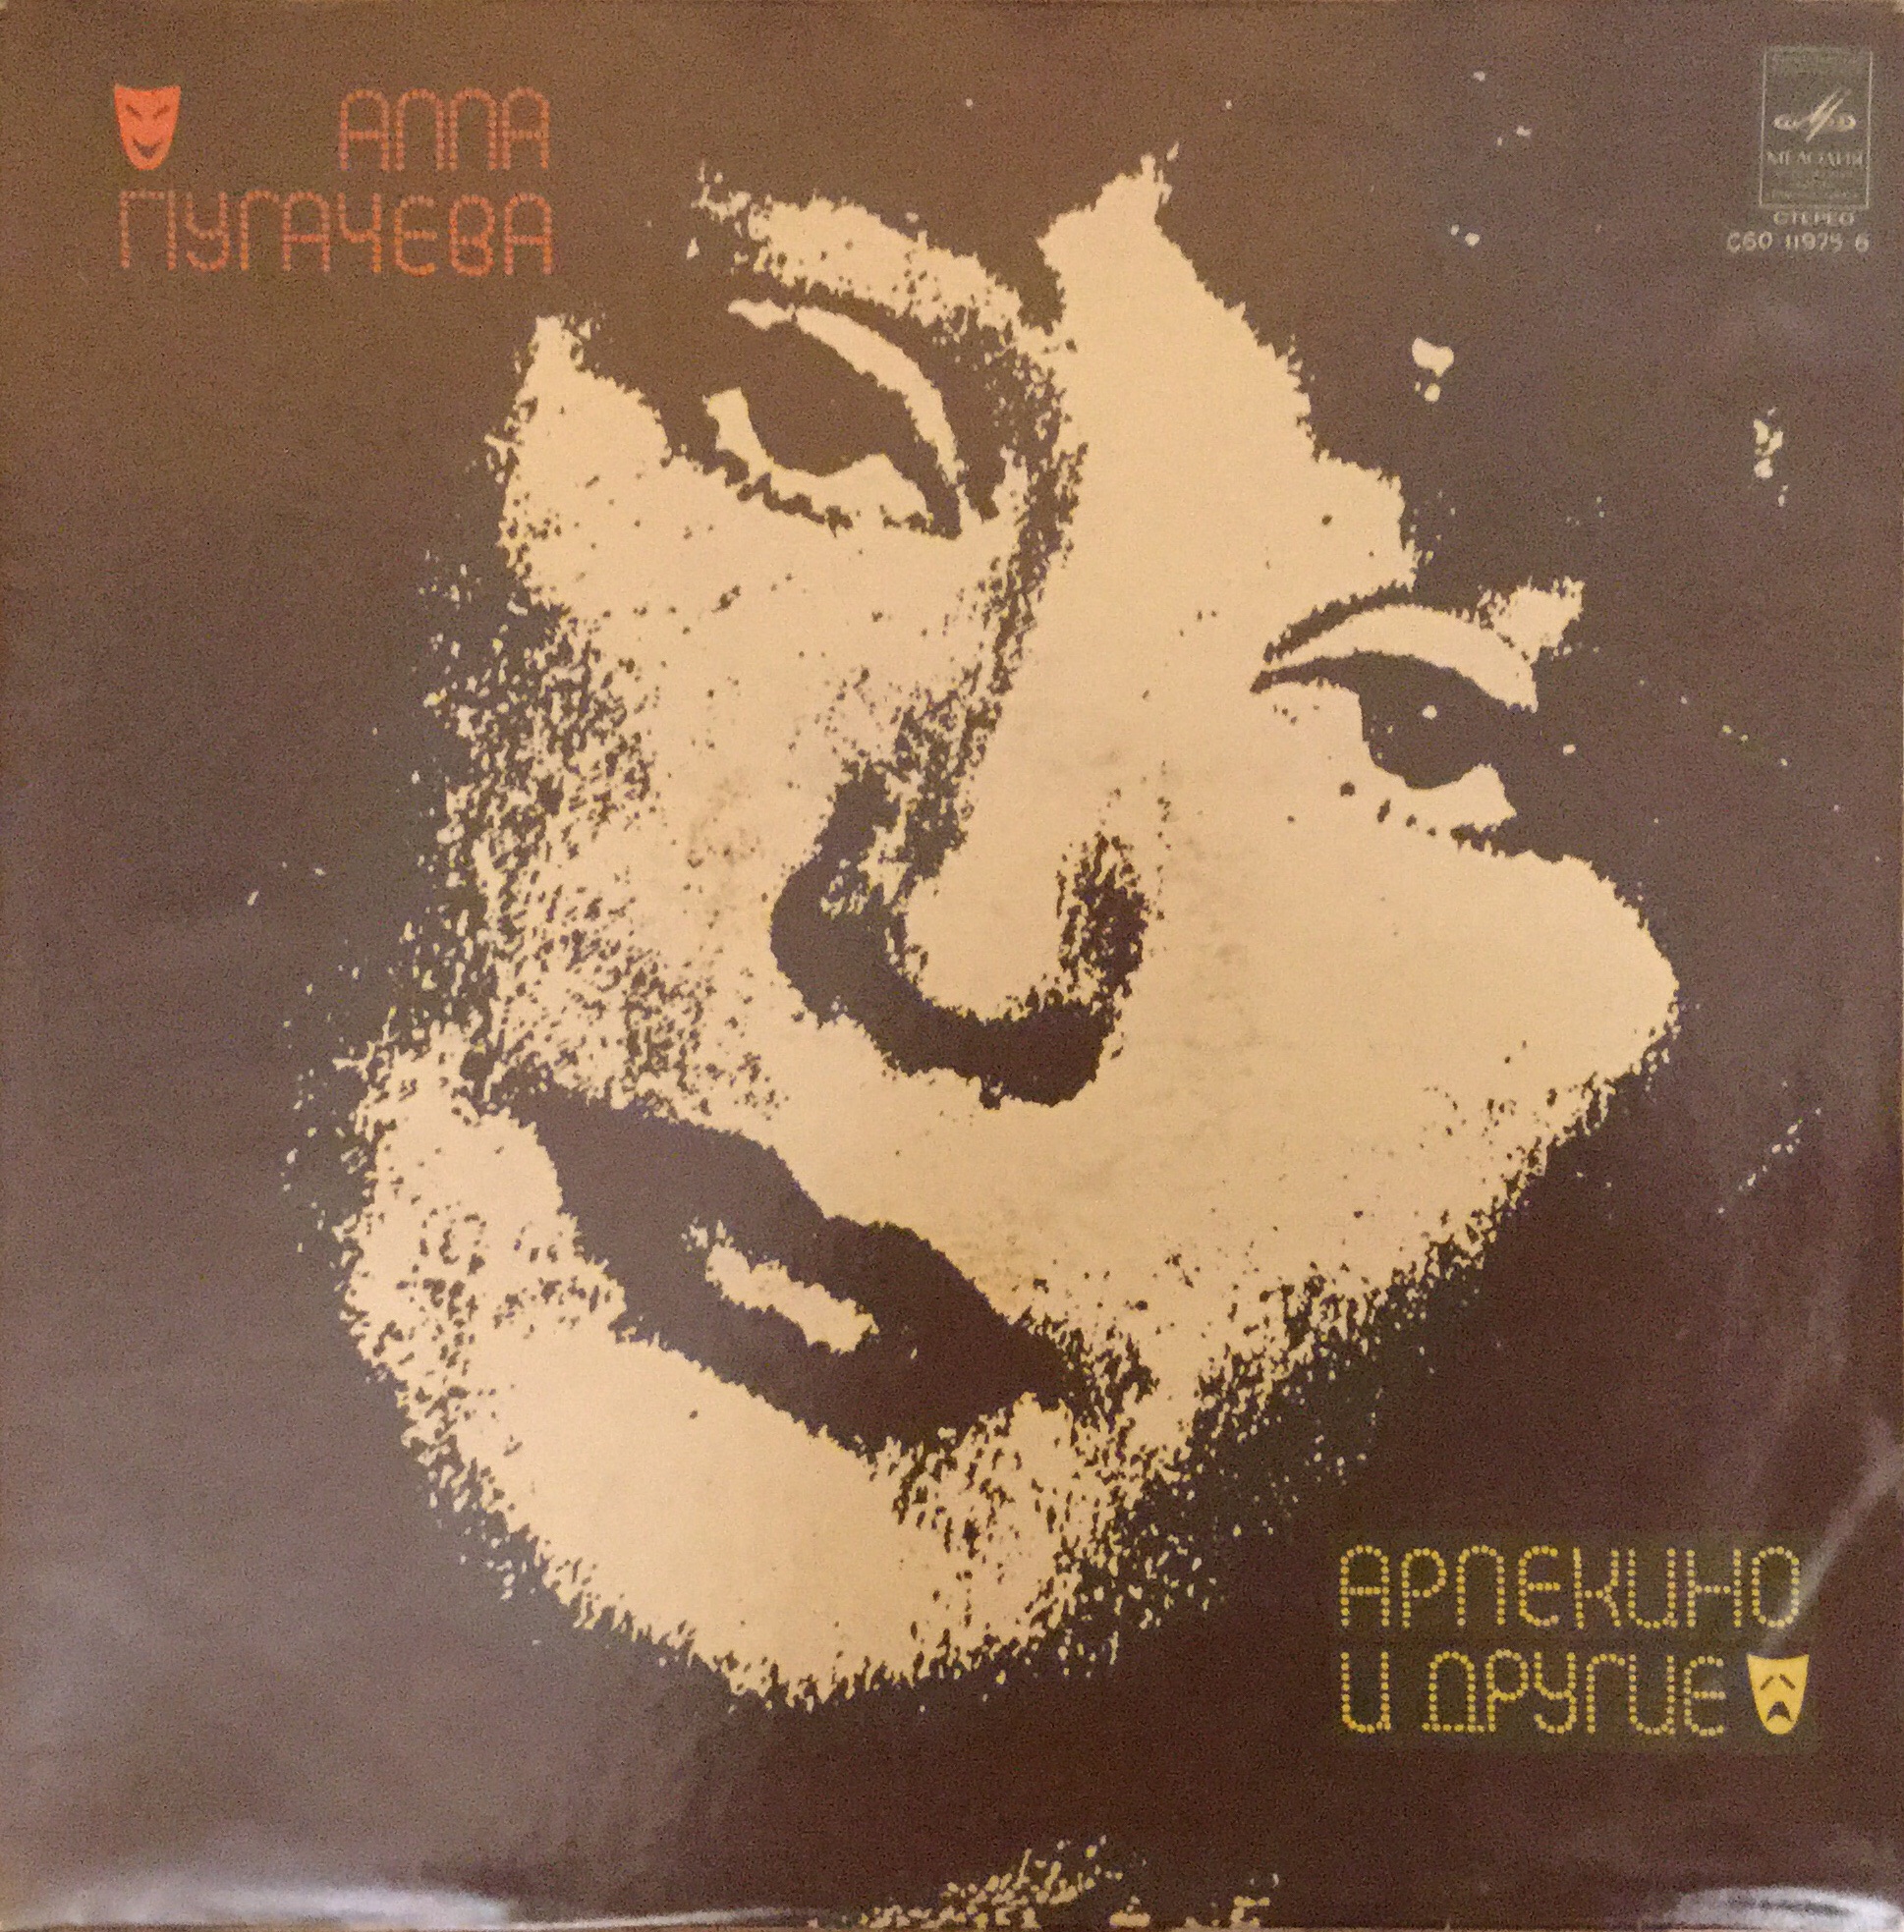 АЛЛА
ПУГАЧЕВА
МЕЛОДИЯ
СТЕРЕО
С60 11975 6
АРЛЕКИНО
И ДРУГИЕ